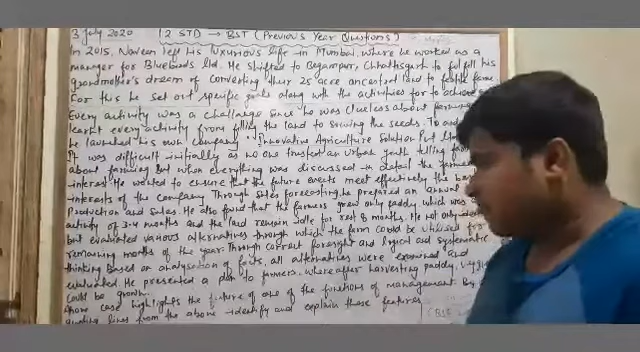 3 July 2020 12 STD → BST (Previous Year Questions)
In 2015, Naveen left his luxurious life in Mumbai, where he worked as a
manager for Bluebirds Ltd. He shifted to Begampur, Chhattisgarh to fulfil his
grandmother's dream of converting their 25 acre ancestral land to fertile farm.
For this he set out specific goals along with the activities for to achieve
Every activity was a challenge since he was clueless about farming
learnt every activity from filling the land to sowing the seeds. To
he launched his own company . Innovative Agriculture Solution Pvt
It was difficult initially as no one trusted an urban youth telling
about farming but when everything was discussed in detail the farmers
interes. He wanted to ensure that the future events meet effectively the
interests of the company. Through sales forecasting, he prepared an annual
Production and Sales. He also found that the farmers grew only paddy, which was
activity of 3-4 months and the land remain idle for rest 8 months. He not only
but evaluated various alternatives through which the farm could be utilised for
remaining months of the year. Through correct foresight and logical and systematic
thinking based on analysation of facts, all alternatives were examined and
evaluated. He presented a plan to farmers, where after harvesting paddy,
could be grown.
Above case highlights the future of one of the functions of management. By
quoting lines from the above identify and explain these features